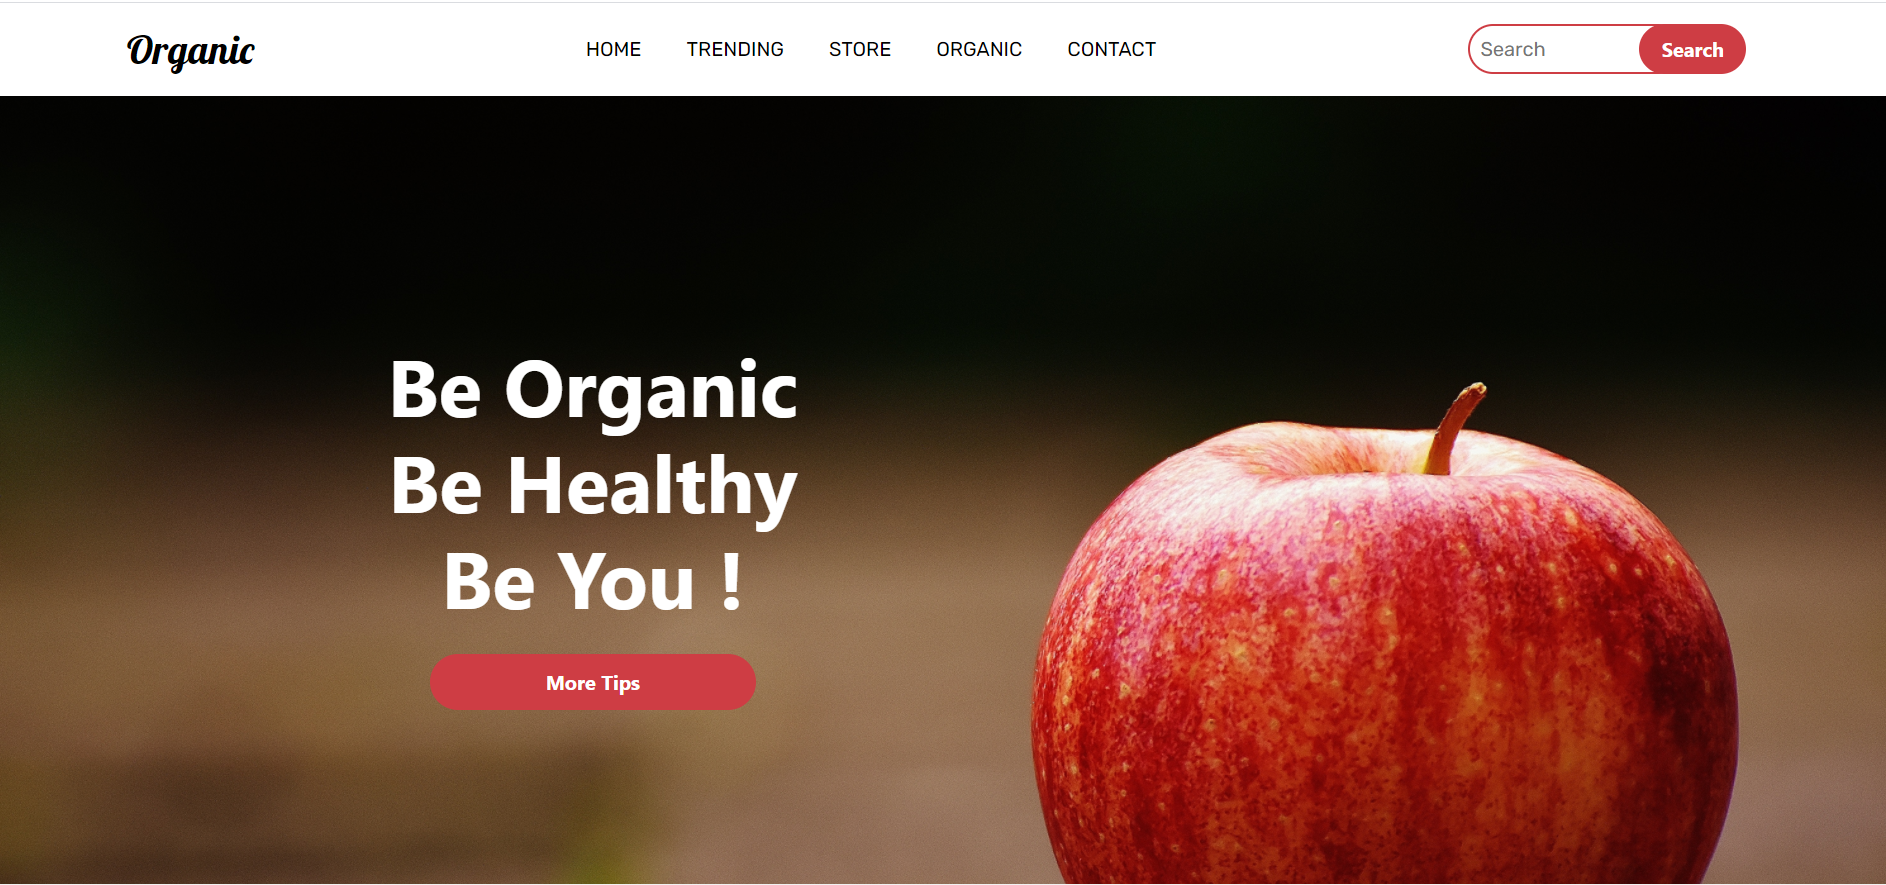 Organic
HOME TRENDING STORE ORGANIC CONTACT
Search Search
Be Organic
Be Healthy
Be You !
More Tips